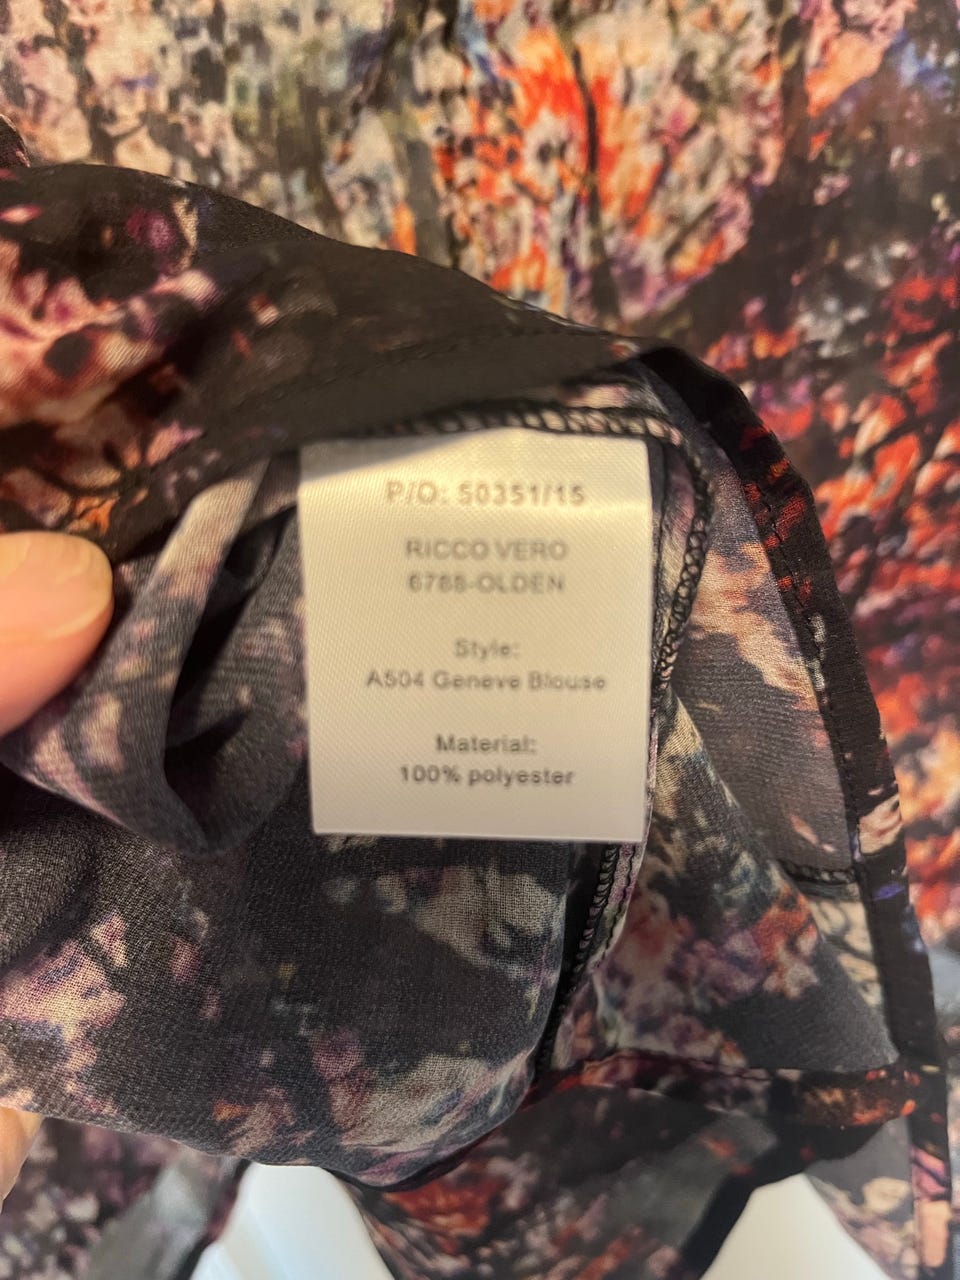 P/O: 50351/15
RICCO VERO
6788-OLDEN
Style:
A504 Geneve Blouse
Material:
100% polyester